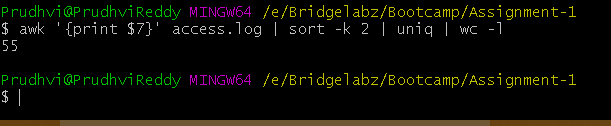 Prudhvi@PrudhviReddy MINGW64 /e/Bridgelabz/Bootcamp/Assignment-1
$ awk '{print $7}' access.log | sort -k 2 | uniq | wc -l
55
Prudhvi@PrudhviReddy MINGW64 /e/Bridgelabz/Bootcamp/Assignment-1
$